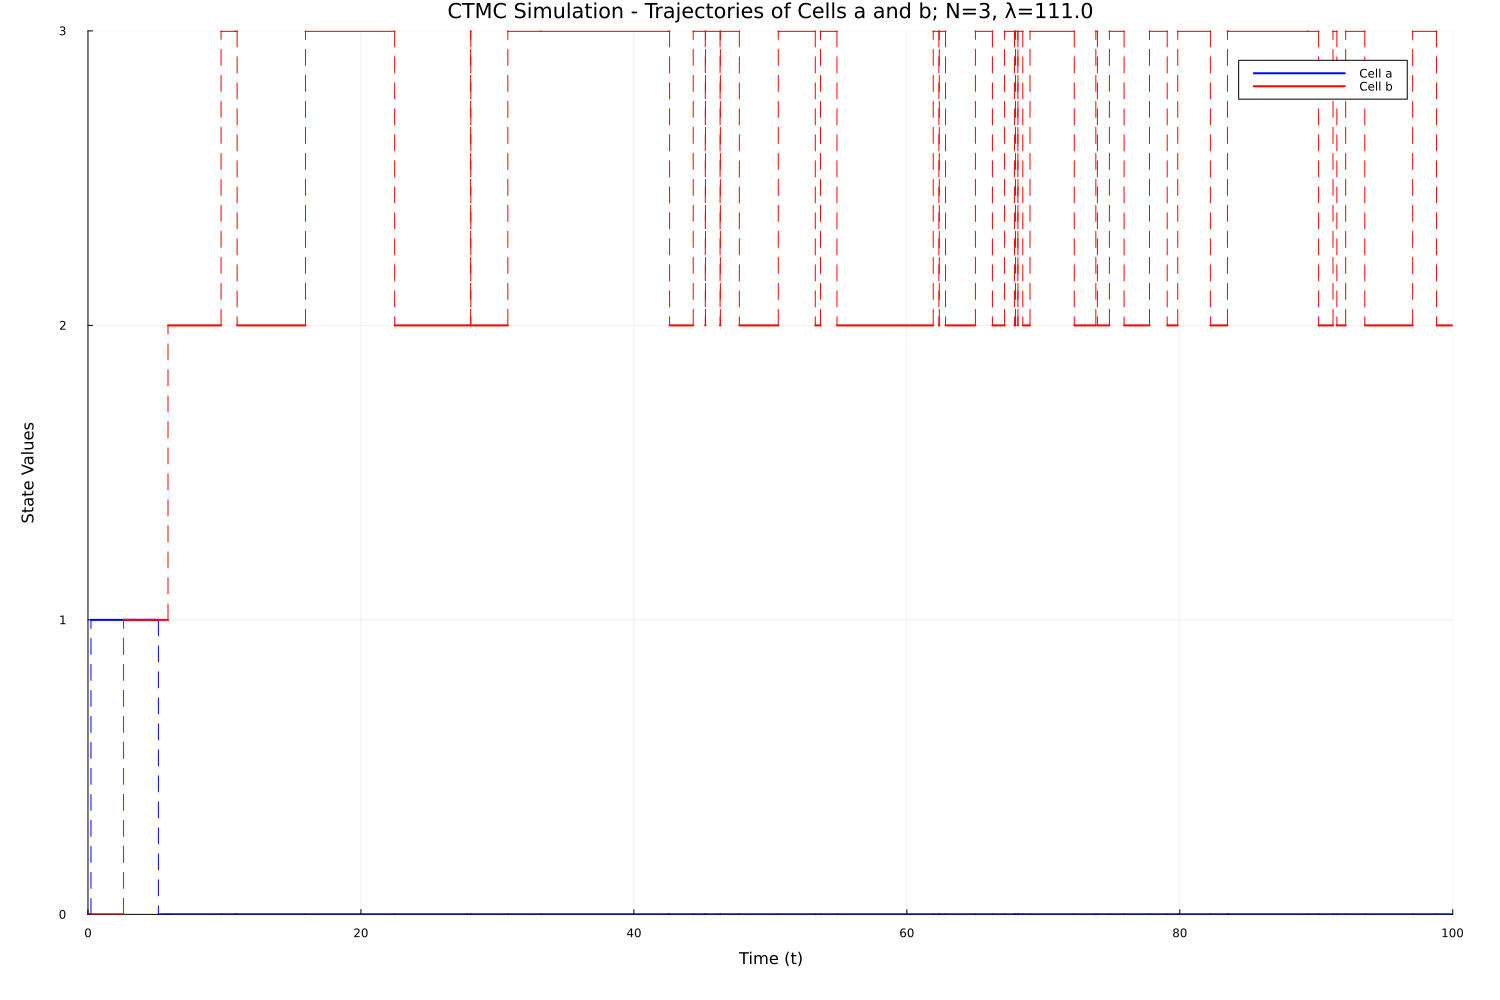 CTMC Simulation - Trajectories of Cells a and b; N=3, λ=111.0
3
Cell a
Cell b
2
State Values
1
0
0 20 40 60 80 100
Time (t)